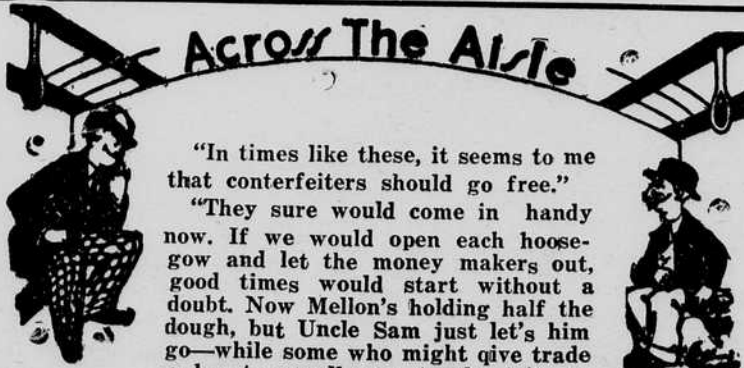 Across The Aisle
"In times like these, it seems to me
that conterfeiters should go free."
"They sure would come in handy
now. If we would open each hoose-
gow and let the money makers out,
good times would start without a
doubt. Now Mellon's holding half the
dough, but Uncle Sam just let's him
go—while some who might qive trade